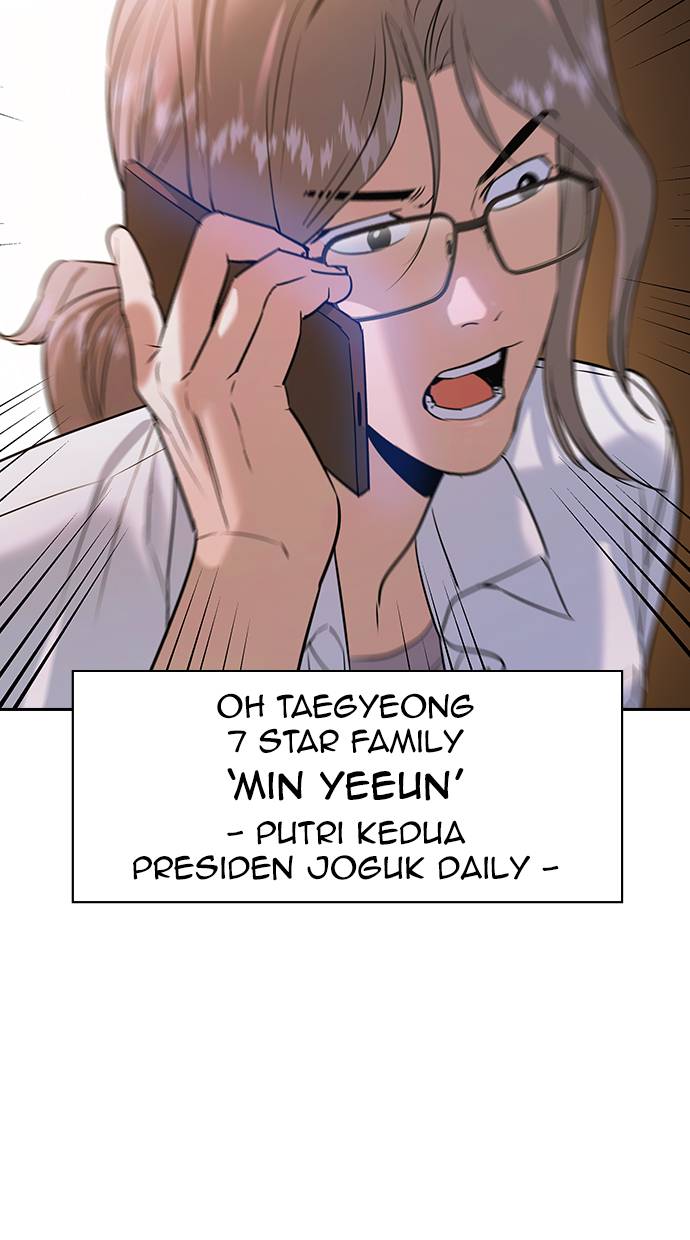 OH TAEGYEONG
7 STAR FAMILY
'MIN YEEUN'
- PUTRI KEDUA
PRESIDEN JOGUK DAILY -